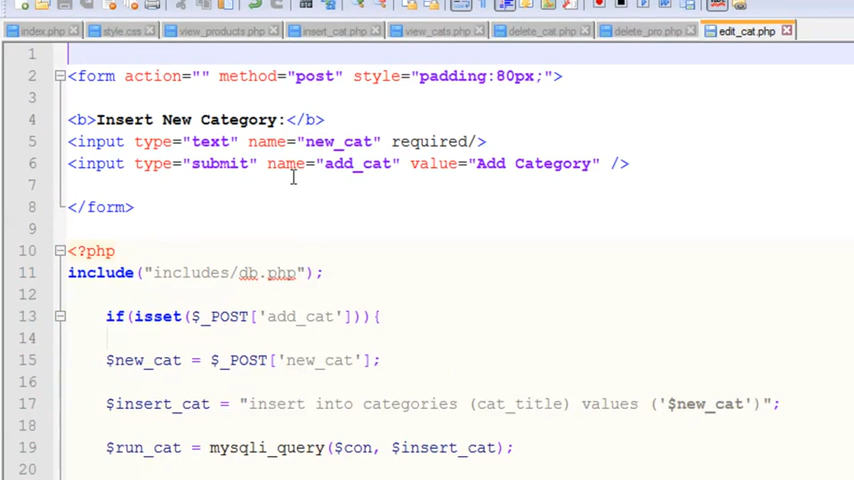 index.php style.css view_products.php insert_cat.php view_cats.php delete_cat.php delete_pro.php edit_cat.php
1
2 <form action="" method="post" style="padding:80px;">
3
4 <b>Insert New Category:</b>
5 <input type="text" name="new_cat" required/>
6 <input type="submit" name="add_cat" value="Add Category" />
7
8 </form>
9
10 <?php
11 include("includes/db.php");
12
13 if(isset($_POST['add_cat'])){
14
15 $new_cat = $_POST['new_cat'];
16
17 $insert_cat = "insert into categories (cat_title) values ('$new_cat')";
18
19 $run_cat = mysqli_query($con, $insert_cat);
20